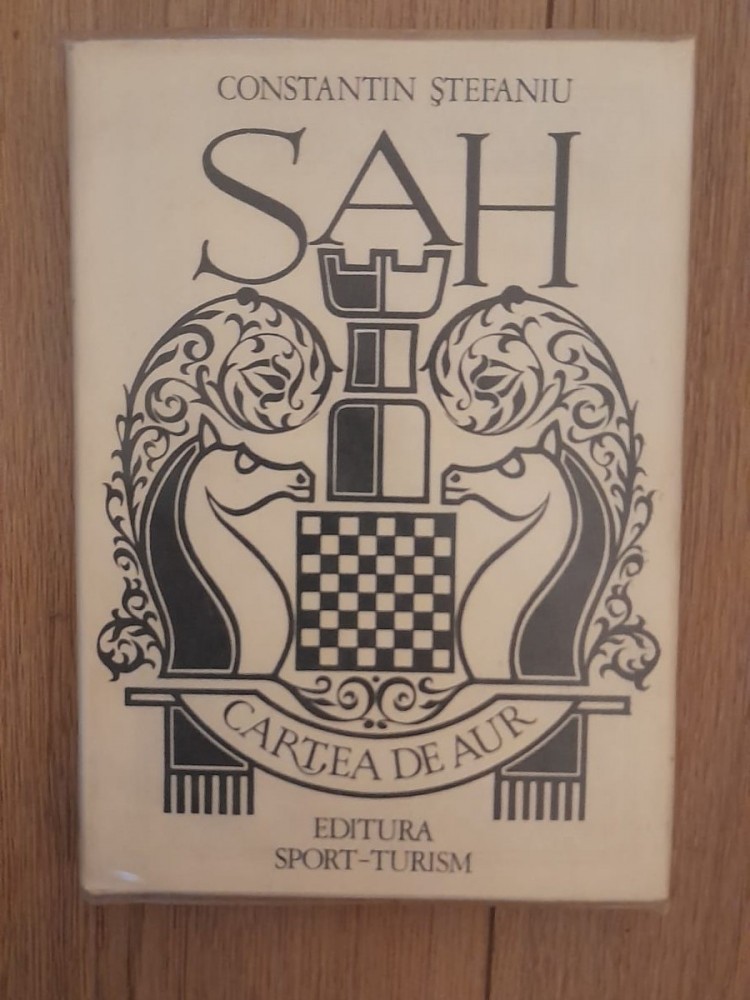 CONSTANTIN ŞTEFANIU
SAH
CARTEA DE AUR
EDITURA
SPORT-TURISM